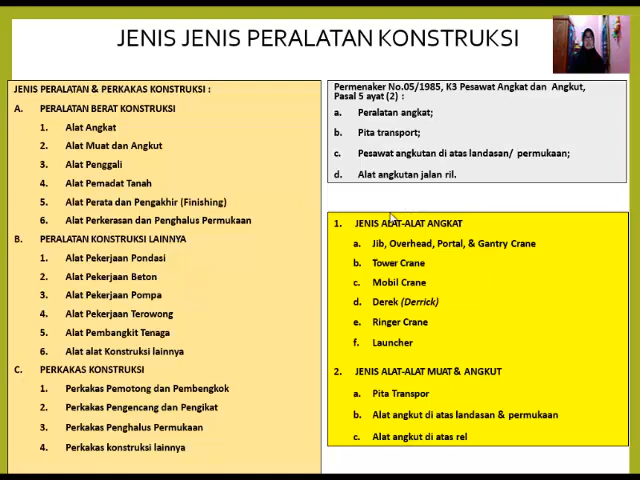 JENIS JENIS PERALATAN KONSTRUKSI
JENIS PERALATAN & PERKAKAS KONSTRUKSI :
A. PERALATAN BERAT KONSTRUKSI
1. Alat Angkat
2. Alat Muat dan Angkut
3. Alat Penggali
4. Alat Pemadat Tanah
5. Alat Perata dan Pengakhir (Finishing)
6. Alat Perkerasan dan Penghalus Permukaan
B. PERALATAN KONSTRUKSI LAINNYA
1. Alat Pekerjaan Pondasi
2. Alat Pekerjaan Beton
3. Alat Pekerjaan Pompa
4. Alat Pekerjaan Terowong
5. Alat Pembangkit Tenaga
6. Alat alat Konstruksi lainnya
C. PERKAKAS KONSTRUKSI
1. Perkakas Pemotong dan Pembengkok
2. Perkakas Pengencang dan Pengikat
3. Perkakas Penghalus Permukaan
4. Perkakas konstruksi lainnya
Permenaker No.05/1985, K3 Pesawat Angkat dan Angkut,
Pasal 5 ayat (2) :
a. Peralatan angkat;
b. Pita transport;
c. Pesawat angkutan di atas landasan/ permukaan;
d. Alat angkutan jalan ril.
1. JENIS ALAT-ALAT ANGKAT
a. Jib, Overhead, Portal, & Gantry Crane
b. Tower Crane
c. Mobil Crane
d. Derek (Derrick)
e. Ringer Crane
f. Launcher
2. JENIS ALAT-ALAT MUAT & ANGKUT
a. Pita Transpor
b. Alat angkut di atas landasan & permukaan
c. Alat angkut di atas rel